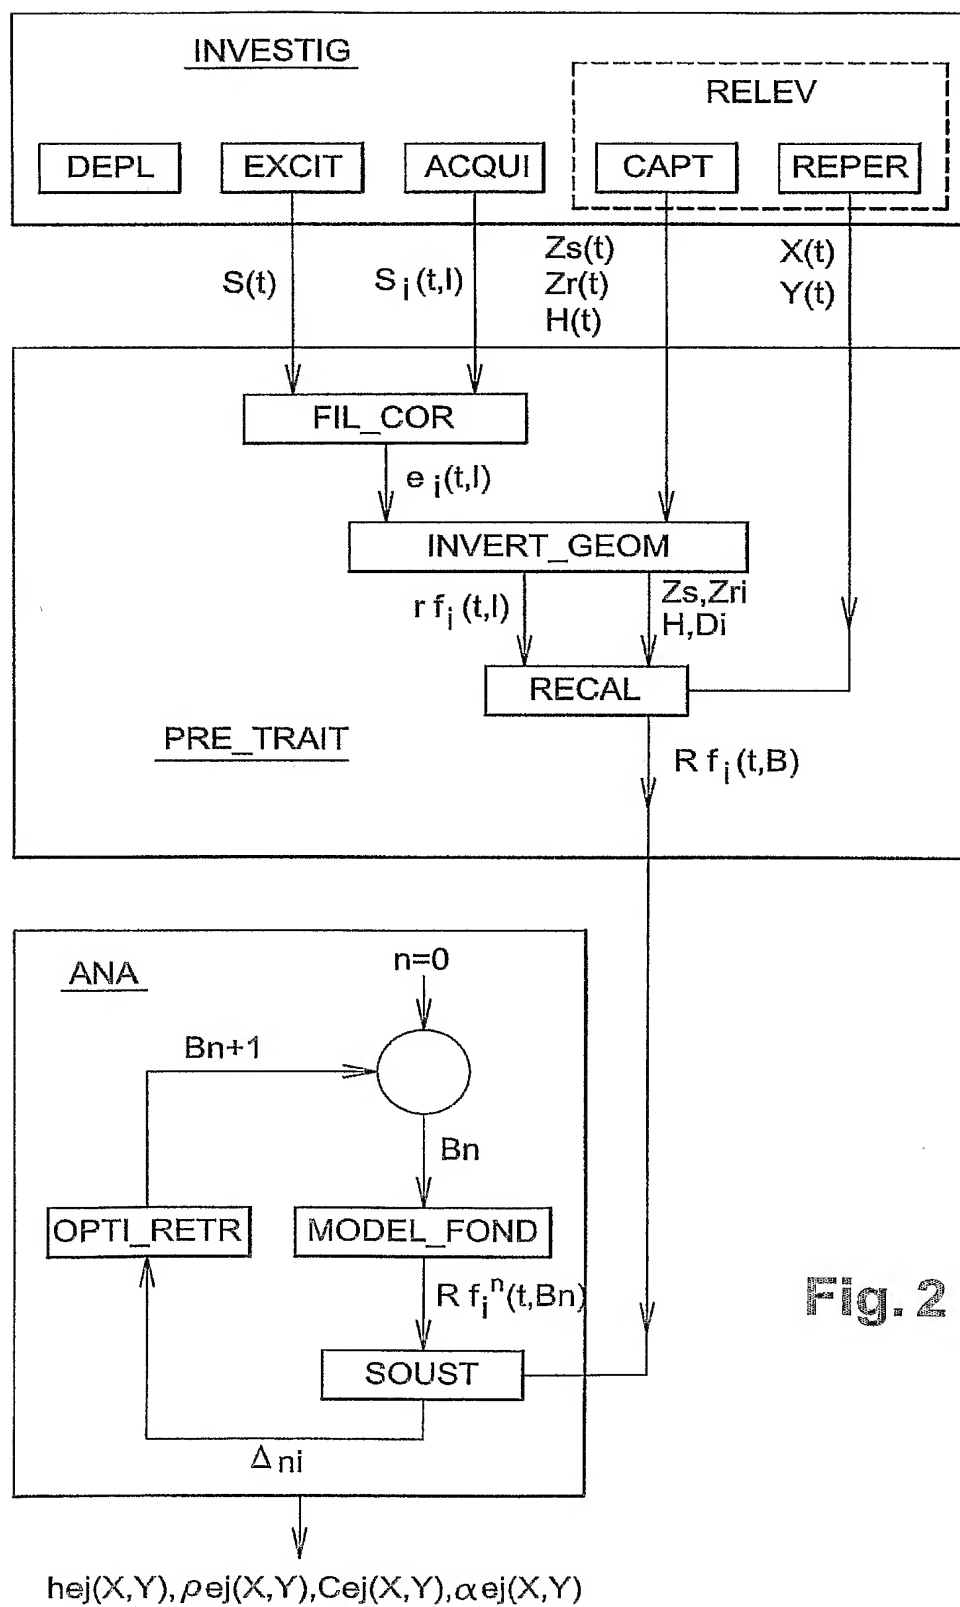 INVESTIG
RELEV
DEPL
EXCIT
ACQUI
CAPT
REPER
S(t)
S i (t,l)
Zs(t)
Zr(t)
H(t)
X(t)
Y(t)
FIL_COR
e i (t,l)
INVERT_GEOM
r f i (t,l)
Zs,Zri
H,Di
RECAL
PRE_TRAIT
R f i (t,B)
ANA
n=0
Bn+1
Bn
OPTI_RETR
MODEL_FOND
R f i n (t,Bn)
Fig. 2
SOUST
Δ ni
hej(X,Y),ρej(X,Y),Cej(X,Y),αej(X,Y)